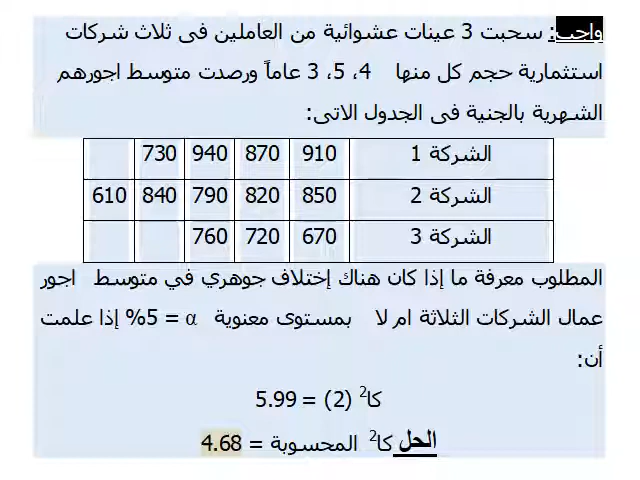 واجب: سحبت 3 عينات عشوائية من العاملين فى ثلاث شركات
استثمارية حجم كل منها 4، 5، 3 عاماً ورصدت متوسط اجورهم
الشهرية بالجنية فى الجدول الاتى:
الشركة 1 910 870 940 730
الشركة 2 850 820 790 840 610
الشركة 3 670 720 760
المطلوب معرفة ما إذا كان هناك إختلاف جوهري في متوسط اجور
عمال الشركات الثلاثة ام لا بمستوى معنوية α = 5% إذا علمت
أن:
كا² (2) = 5.99
الحل كا² المحسوبة = 4.68